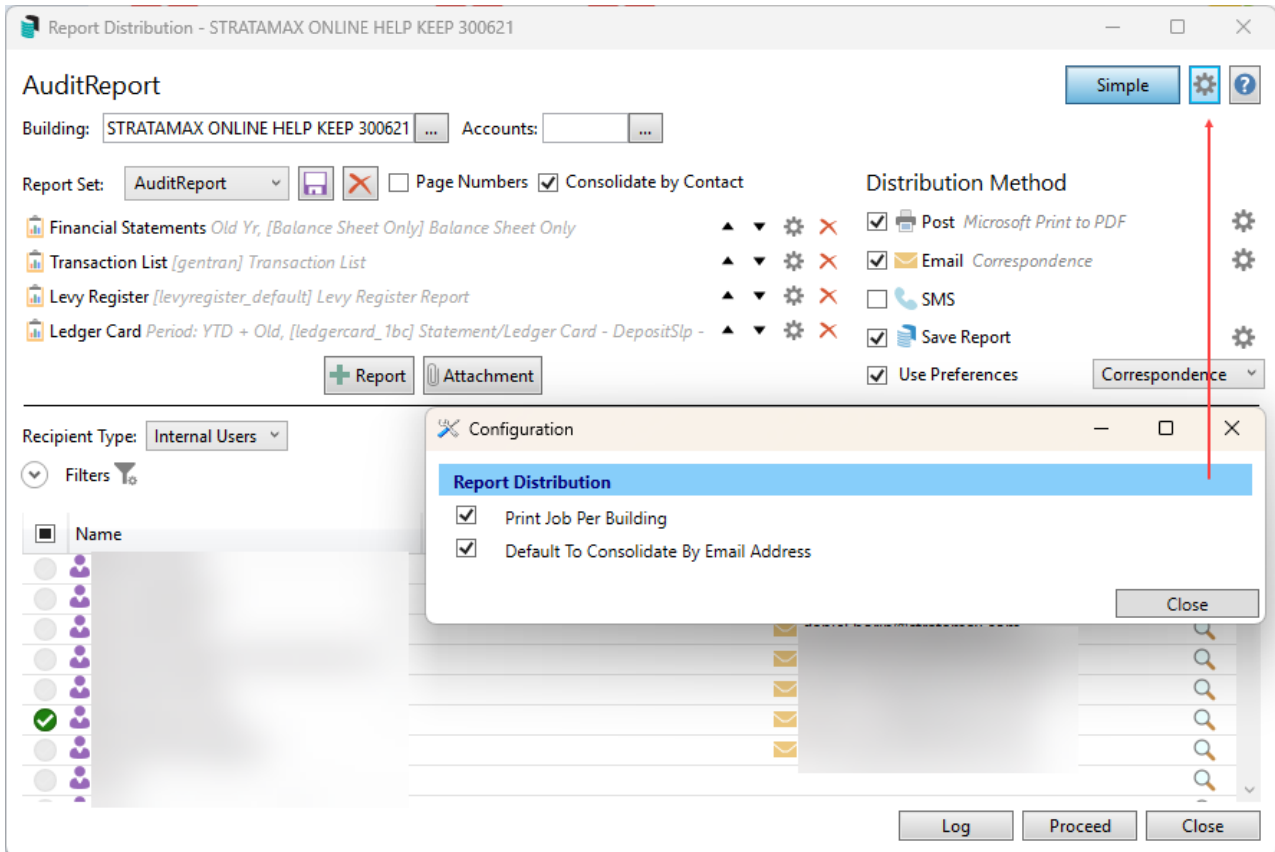 Report Distribution - STRATAMAX ONLINE HELP KEEP 300621
AuditReport
Simple
?
Building: STRATAMAX ONLINE HELP KEEP 300621 ... Accounts: ...
Report Set: AuditReport Page Numbers Consolidate by Contact
Distribution Method
Financial Statements Old Yr, [Balance Sheet Only] Balance Sheet Only
Post Microsoft Print to PDF
Transaction List [gentran] Transaction List
Email Correspondence
Levy Register [levyregister_default] Levy Register Report
SMS
Ledger Card Period: YTD + Old, [ledgercard_1bc] Statement/Ledger Card - DepositSlp -
Save Report
Report Attachment
Use Preferences Correspondence
Recipient Type: Internal Users
Configuration
Filters
Report Distribution
Print Job Per Building
Name
Default To Consolidate By Email Address
Close
Log Proceed Close